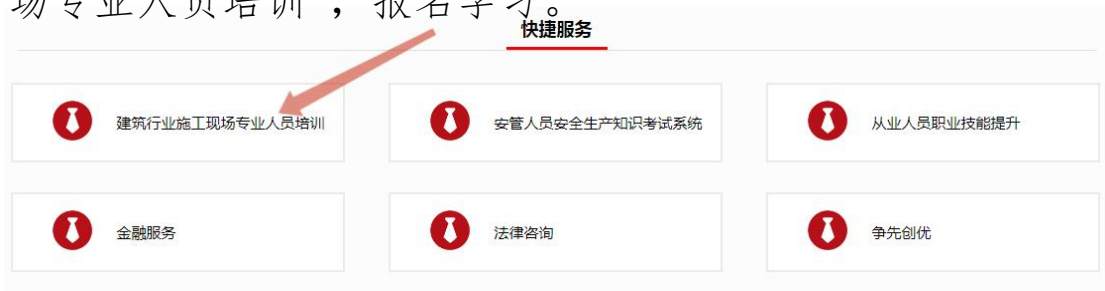 场专业人员培训”，报名学习。
快捷服务
建筑行业施工现场专业人员培训
安管人员安全生产知识考试系统
从业人员职业技能提升
金融服务
法律咨询
争先创优